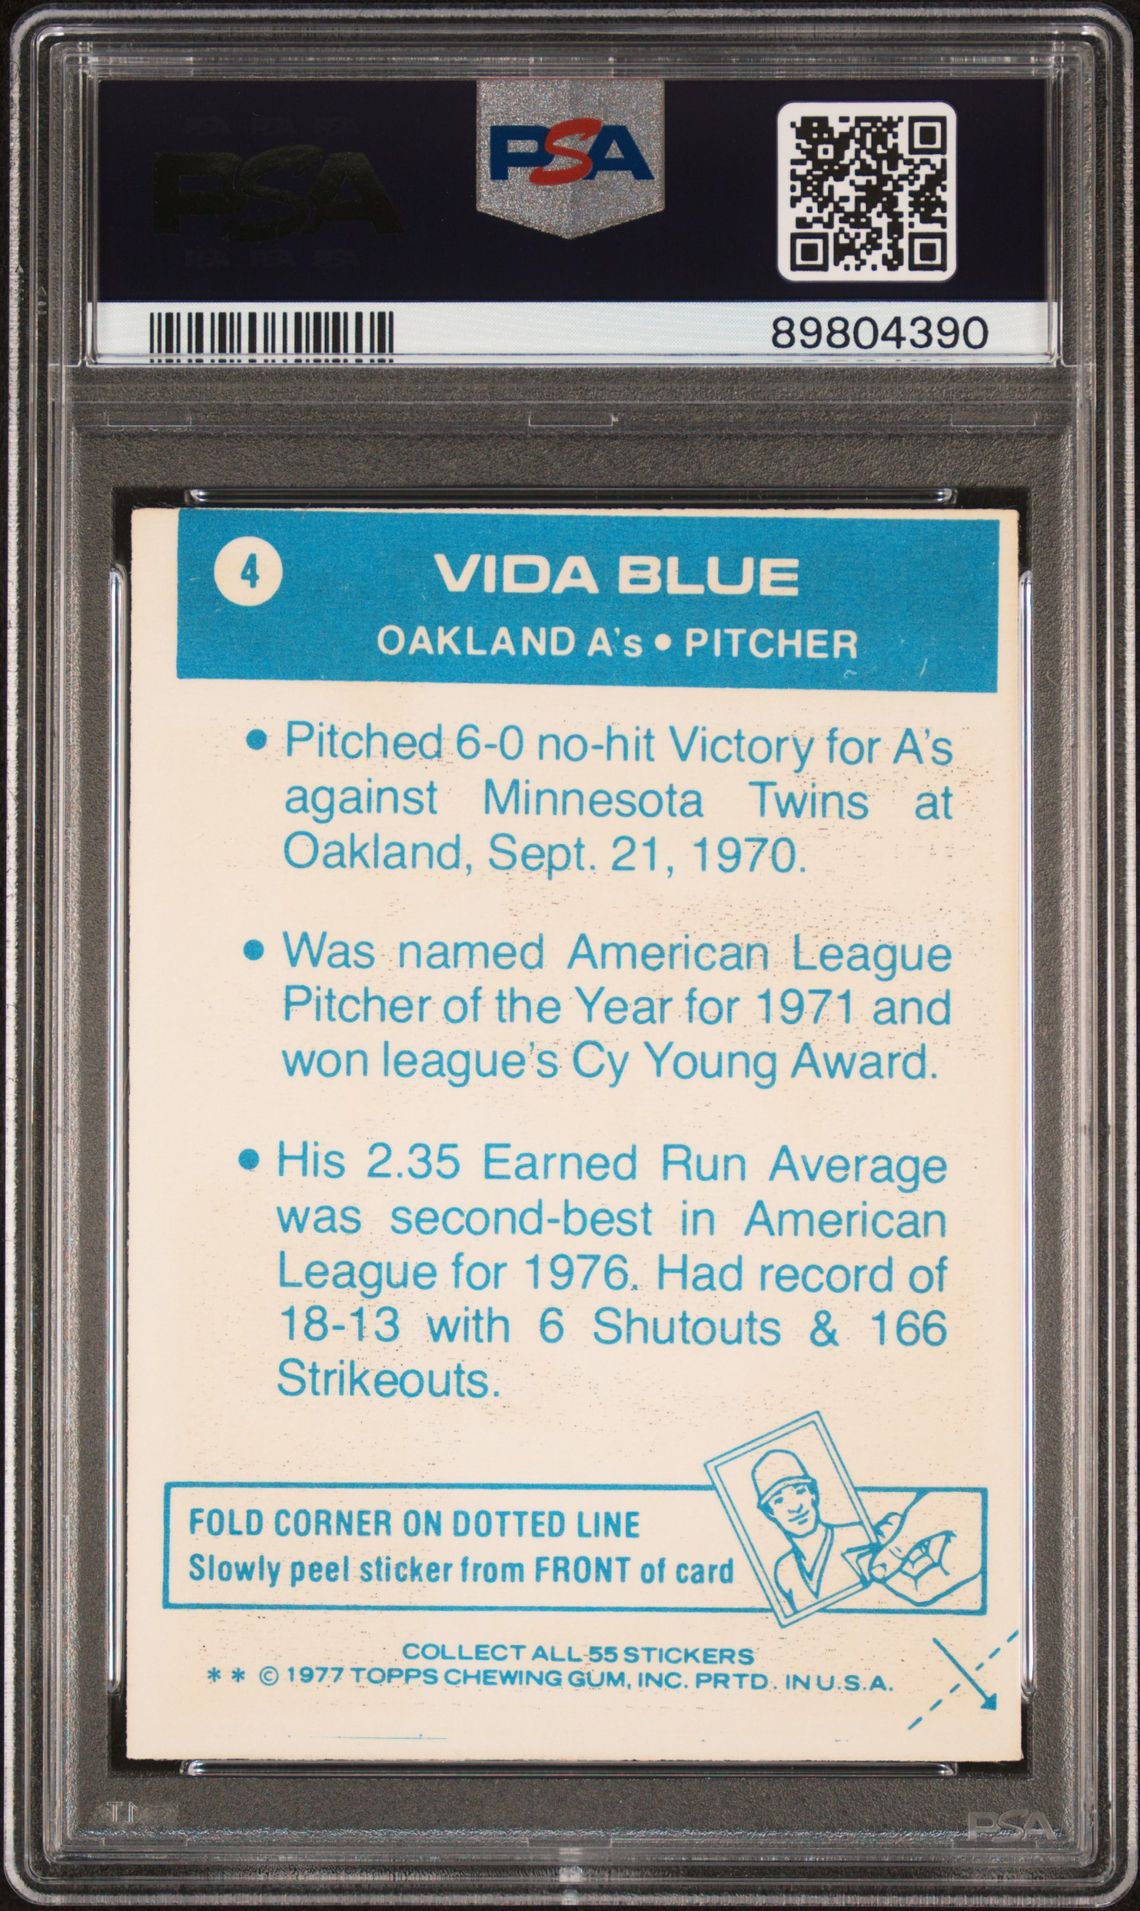 PSA
PSA
89804390
4
VIDA BLUE
OAKLAND A's • PITCHER
• Pitched 6-0 no-hit Victory for A's
against Minnesota Twins at
Oakland, Sept. 21, 1970.
• Was named American League
Pitcher of the Year for 1971 and
won league's Cy Young Award.
• His 2.35 Earned Run Average
was second-best in American
League for 1976. Had record of
18-13 with 6 Shutouts & 166
Strikeouts.
FOLD CORNER ON DOTTED LINE
Slowly peel sticker from FRONT of card
COLLECT ALL 55 STICKERS
* * © 1977 TOPPS CHEWING GUM, INC. PRTD. IN U.S.A.
PSA